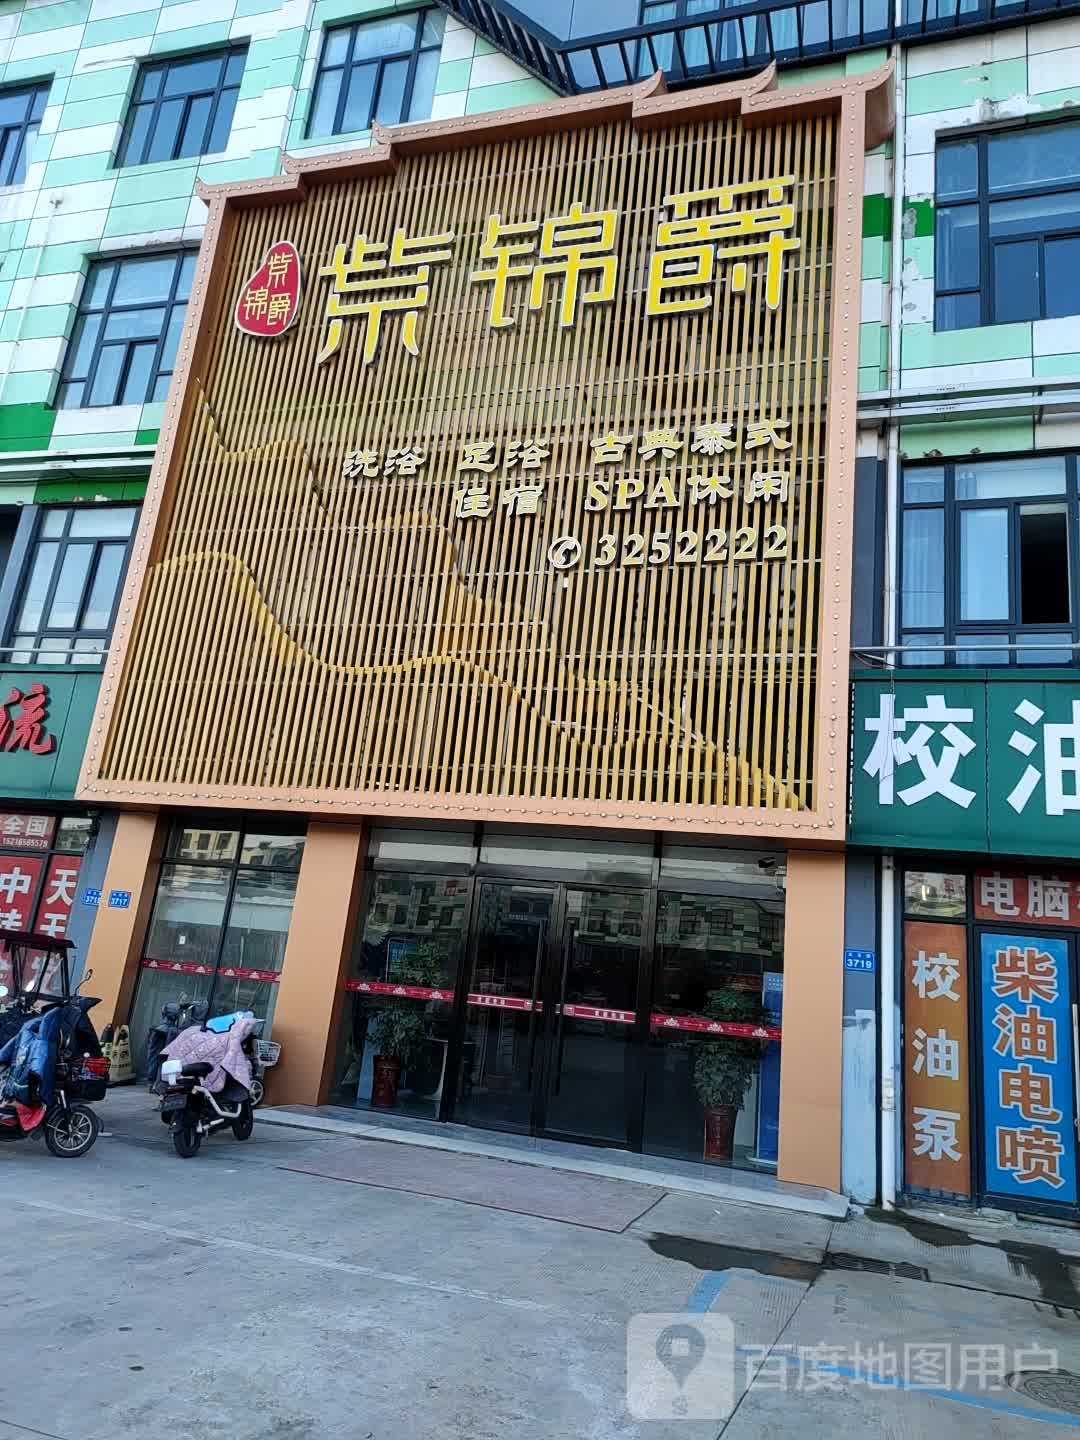 紫锦爵
紫锦爵
洗浴 足浴 古典泰式
住宿 SPA休闲
✆3252222
流
全国
15216585579
中 天
3715
3717
校油
电脑
3719
校油泵
柴油电喷
百度地图用户